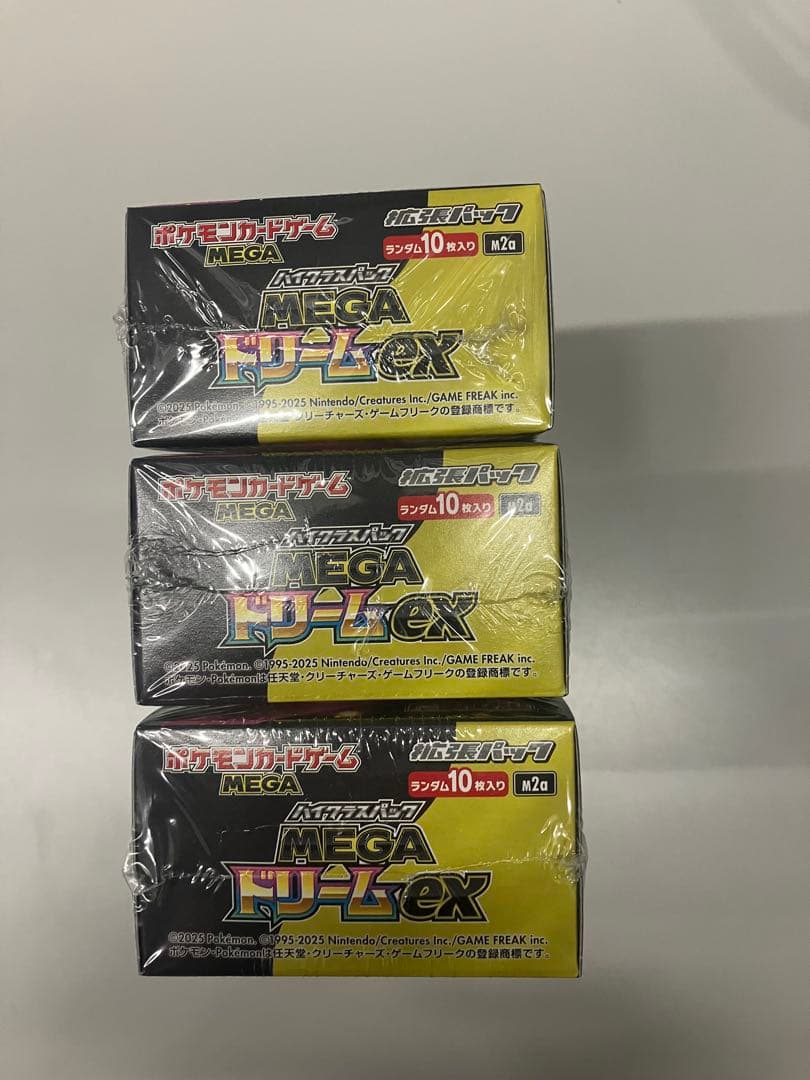 ポケモンカードゲーム
MEGA
拡張パック
ランダム10枚入り m2a
ハイクラスパック
MEGA
ドリームex
©2025 Pokémon. ©1995-2025 Nintendo/Creatures Inc./GAME FREAK inc.
ポケモン・Pokémon クリーチャーズ・ゲームフリークの登録商標です。
ポケモンカードゲーム
MEGA
拡張パック
ランダム10枚入り m2a
ハイクラスパック
MEGA
ドリームex
©2025 Pokémon. ©1995-2025 Nintendo/Creatures Inc./GAME FREAK inc.
ポケモン・Pokémonは任天堂・クリーチャーズ・ゲームフリークの登録商標です。
ポケモンカードゲーム
MEGA
拡張パック
ランダム10枚入り m2a
ハイクラスパック
MEGA
ドリームex
©2025 Pokémon. ©1995-2025 Nintendo/Creatures Inc./GAME FREAK inc.
ポケモン・Pokémonは任天堂・クリーチャーズ・ゲームフリークの登録商標です。